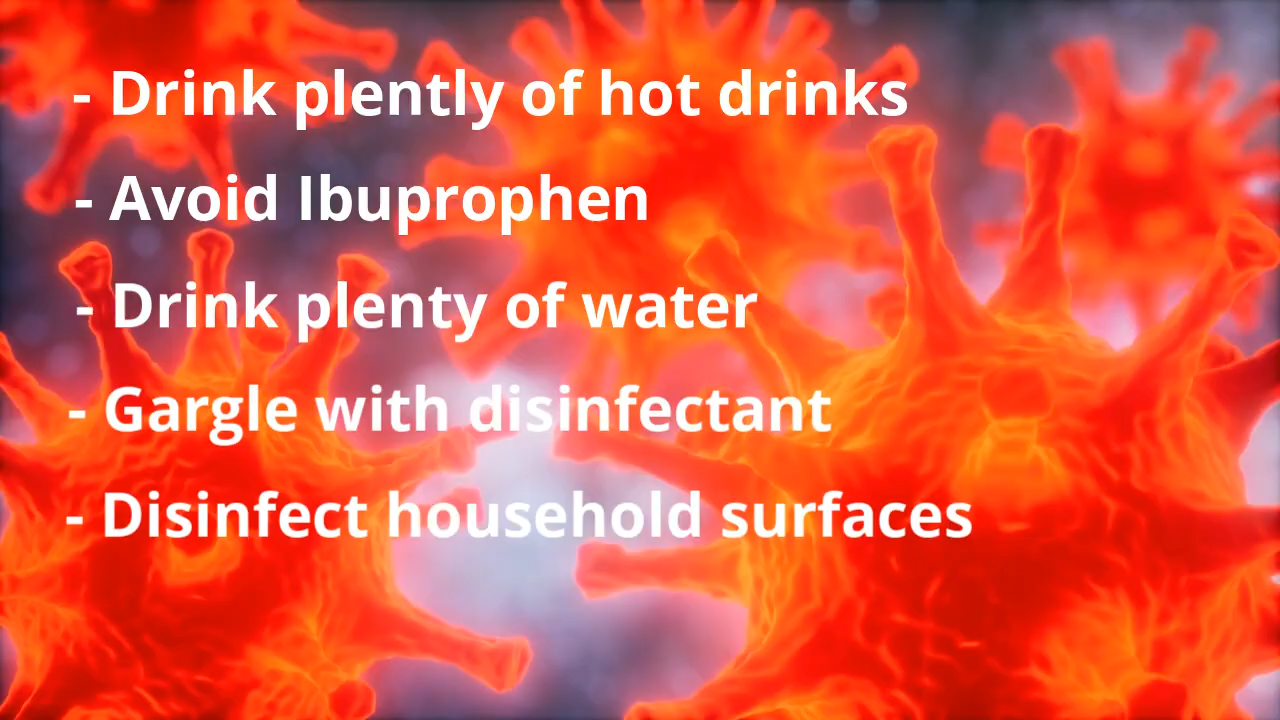 - Drink plently of hot drinks
- Avoid Ibuprophen
- Drink plenty of water
- Gargle with disinfectant
- Disinfect household surfaces